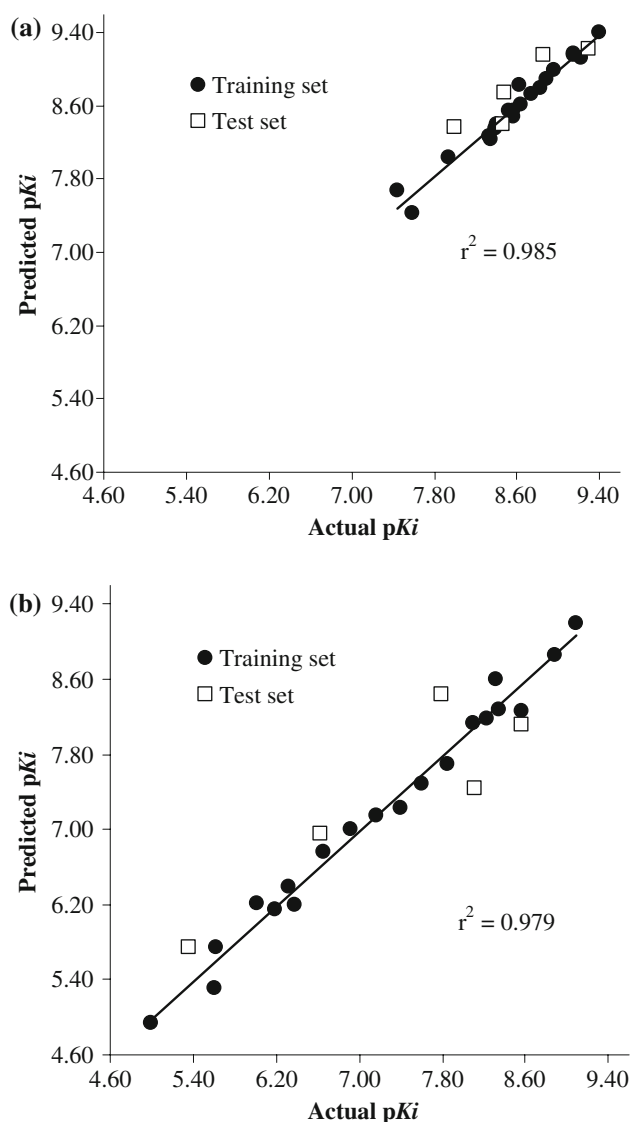 (a)
9.40
8.60
7.80
7.00
6.20
5.40
4.60
Predicted pKi
Training set
Test set
r² = 0.985
4.60 5.40 6.20 7.00 7.80 8.60 9.40
Actual pKi
(b)
9.40
8.60
7.80
7.00
6.20
5.40
4.60
Predicted pKi
Training set
Test set
r² = 0.979
4.60 5.40 6.20 7.00 7.80 8.60 9.40
Actual pKi